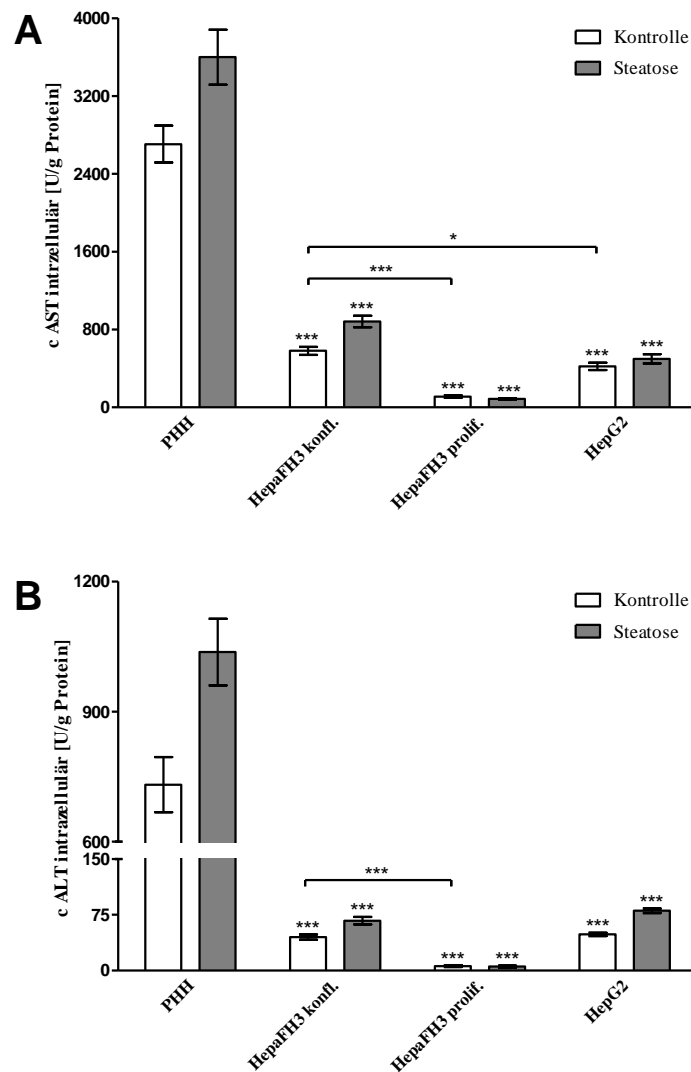 A
4000
3200
2400
1600
800
0
c AST intrzellulär [U/g Protein]
Kontrolle
Steatose
*
***
*** *** *** *** *** ***
PHH
HepaFH3 konfl.
HepaFH3 prolif.
HepG2
B
1200
900
600
150
75
0
c ALT intrazellulär [U/g Protein]
Kontrolle
Steatose
***
*** *** *** *** *** ***
PHH
HepaFH3 konfl.
HepaFH3 prolif.
HepG2